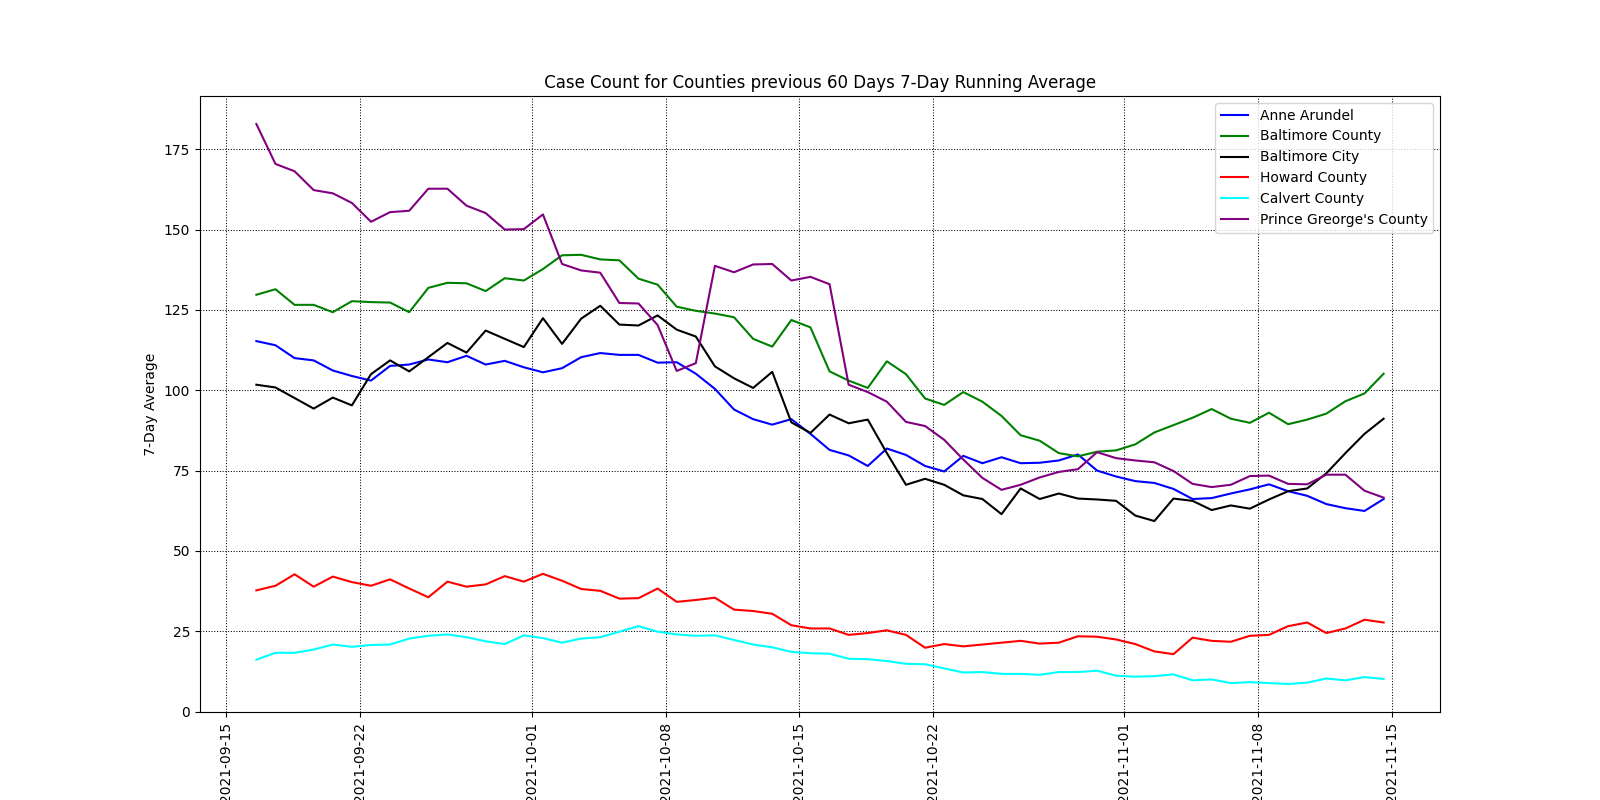 Case Count for Counties previous 60 Days 7-Day Running Average
Anne Arundel
Baltimore County
Baltimore City
Howard County
Calvert County
Prince Greorge's County
7-Day Average
175
150
125
100
75
50
25
0
2021-09-15
2021-09-22
2021-10-01
2021-10-08
2021-10-15
2021-10-22
2021-11-01
2021-11-08
2021-11-15